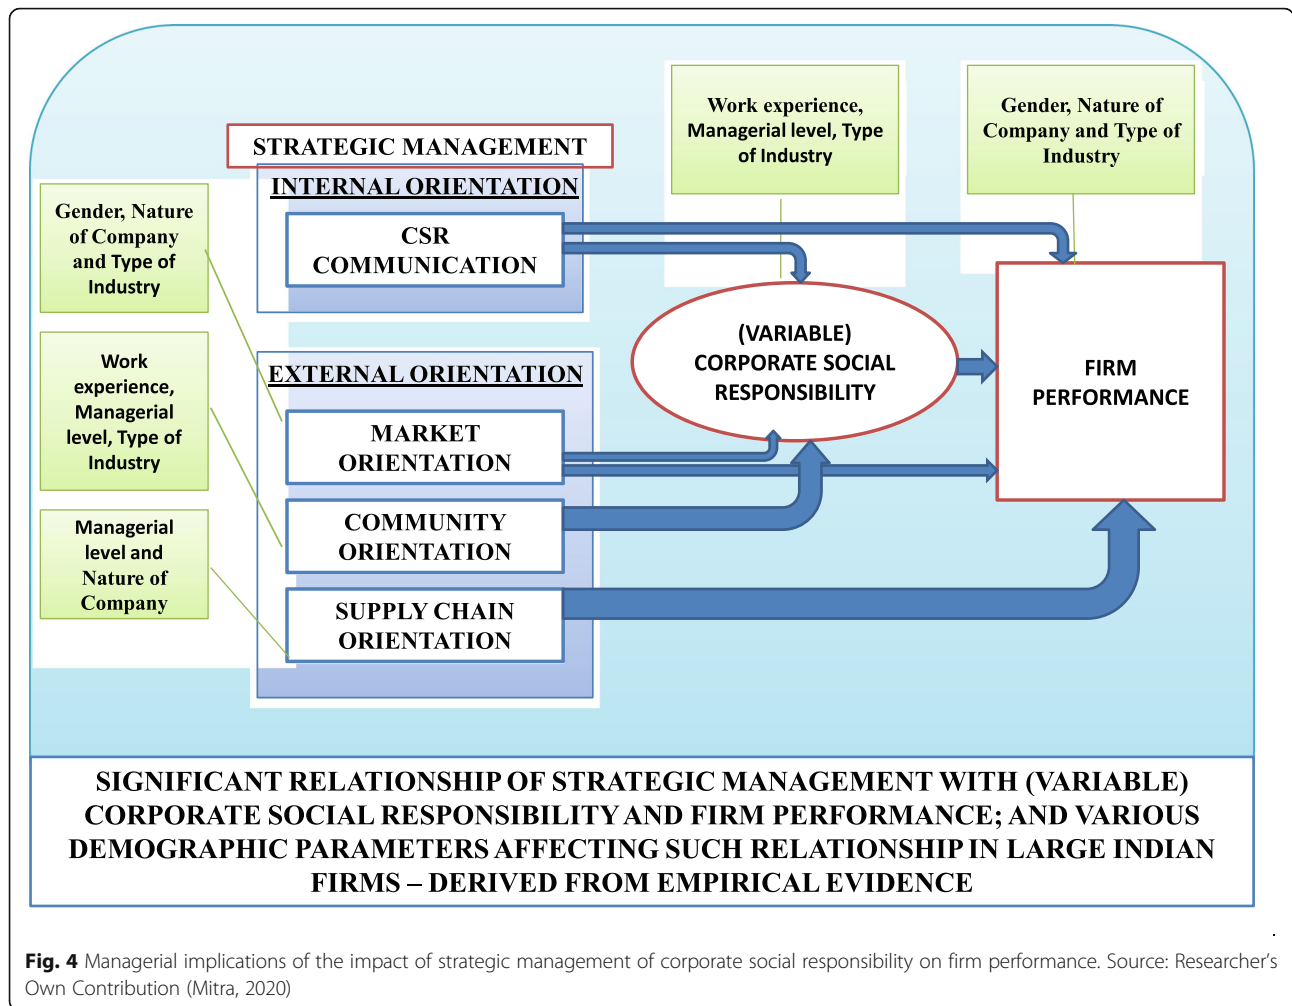 Work experience,
Managerial level, Type
of Industry
Gender, Nature of
Company and Type of
Industry
STRATEGIC MANAGEMENT
INTERNAL ORIENTATION
CSR
COMMUNICATION
Gender, Nature
of Company
and Type of
Industry
(VARIABLE)
CORPORATE SOCIAL
RESPONSIBILITY
FIRM
PERFORMANCE
Work
experience,
Managerial
level, Type of
Industry
EXTERNAL ORIENTATION
MARKET
ORIENTATION
COMMUNITY
ORIENTATION
Managerial
level and
Nature of
Company
SUPPLY CHAIN
ORIENTATION
SIGNIFICANT RELATIONSHIP OF STRATEGIC MANAGEMENT WITH (VARIABLE)
CORPORATE SOCIAL RESPONSIBILITY AND FIRM PERFORMANCE; AND VARIOUS
DEMOGRAPHIC PARAMETERS AFFECTING SUCH RELATIONSHIP IN LARGE INDIAN
FIRMS – DERIVED FROM EMPIRICAL EVIDENCE
.
Fig. 4 Managerial implications of the impact of strategic management of corporate social responsibility on firm performance. Source: Researcher's
Own Contribution (Mitra, 2020)